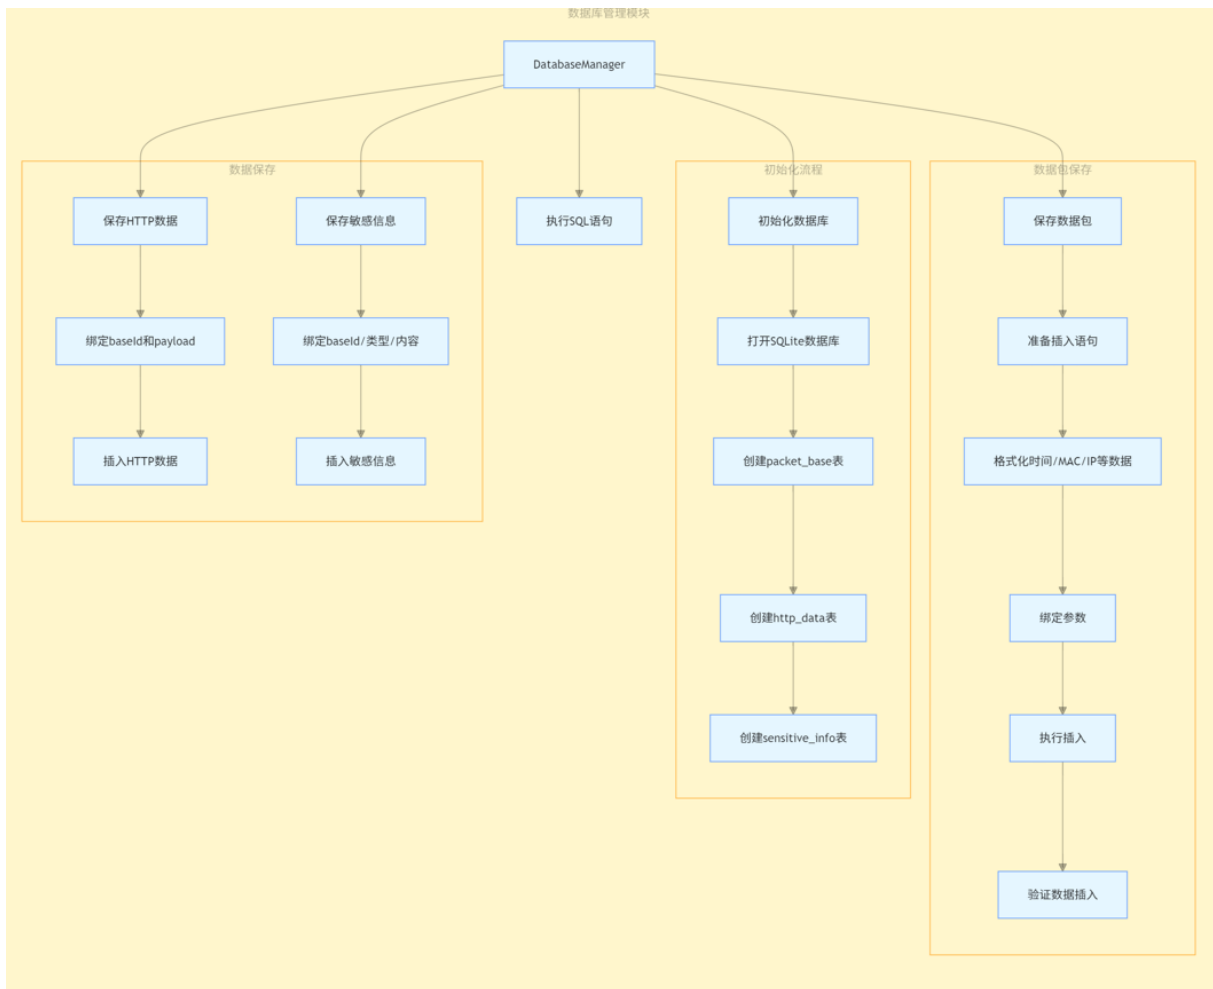 数据库管理模块
DatabaseManager
数据保存
初始化流程
数据包保存
保存HTTP数据
保存敏感信息
执行SQL语句
初始化数据库
保存数据包
绑定baseId和payload
绑定baseId/类型/内容
打开SQLite数据库
准备插入语句
插入HTTP数据
插入敏感信息
创建packet_base表
格式化时间/MAC/IP等数据
创建http_data表
绑定参数
创建sensitive_info表
执行插入
验证数据插入